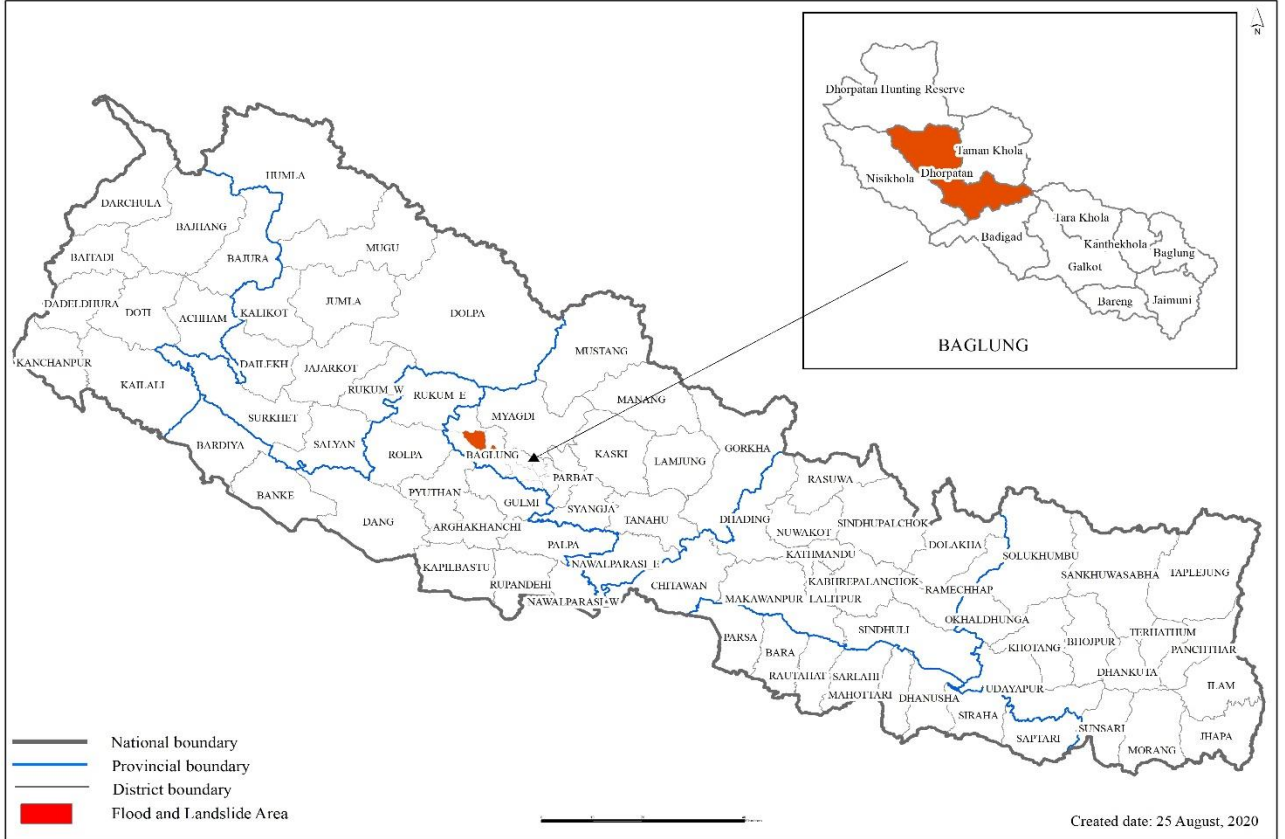 N
Dhorpatan Hunting Reserve
Taman Khola
Nisikhola
Dhorpatan
Tara Khola
Badigad
Kanthekhola
Baglung
Galkot
Bareng
Jaimuni
BAGLUNG
HUMLA
DARCHULA
BAJHANG
MUGU
BAITADI
BAJURA
JUMLA
DADELDHURA
DOTI
ACHHAM
KALIKOT
DOLPA
MUSTANG
KANCHANPUR
DAILEKH
JAJARKOT
KAILALI
RUKUM_W
RUKUM_E
MANANG
MYAGDI
SURKHET
BARDIYA
SALYAN
ROLPA
BAGLUNG
KASKI
LAMJUNG
GORKHA
PARBAT
RASUWA
BANKE
PYUTHAN
GULMI
SYANGJA
TANAHU
DHADING
NUWAKOT
SINDHUPALCHOK
DANG
ARGHAKHANCHI
PALPA
KATHMANDU
DOLAKHA
SOLUKHUMBU
KAPILBASTU
NAWALPARASI_E
SANKHUWASABHA
TAPLEJUNG
RUPANDEHI
CHITAWAN
KABHREPALANCHOK
RAMECHHAP
NAWALPARASI_W
MAKAWANPUR
LALITPUR
OKHALDHUNGA
PARSA
SINDHULI
KHOTANG
BHOJPUR
TERHATHUM
PANCHTHAR
BARA
RAUTAHAT
SARLAHI
DHANKUTA
MAHOTTARI
DHANUSHA
UDAYAPUR
ILAM
SIRAHA
SAPTARI
SUNSARI
MORANG
JHAPA
National boundary
Provincial boundary
District boundary
Flood and Landslide Area
Created date: 25 August, 2020